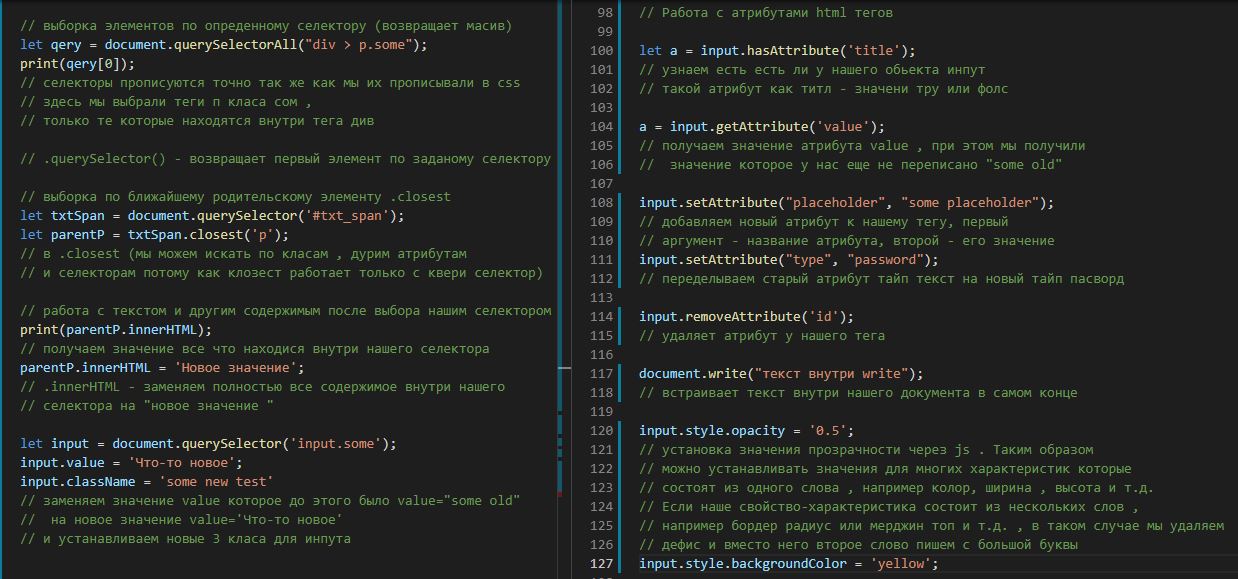 // выборка элементов по опреденному селектору (возвращает масив)
let qery = document.querySelectorAll("div > p.some");
print(qery[0]);
// селекторы прописуются точно так же как мы их прописывали в css
// здесь мы выбрали теги п класа сом ,
// только те которые находятся внутри тега див
// .querySelector() - возвращает первый элемент по заданому селектору
// выборка по ближайшему родительскому элементу .closest
let txtSpan = document.querySelector('#txt_span');
let parentP = txtSpan.closest('p');
// в .closest (мы можем искать по класам , дурим атрибутам
// и селекторам потому как клозест работает только с квери селектор)
// работа с текстом и другим содержимым после выбора нашим селектором
print(parentP.innerHTML);
// получаем значение все что находися внутри нашего селектора
parentP.innerHTML = 'Новое значение';
// .innerHTML - заменяем полностью все содержимое внутри нашего
// селектора на "новое значение "
let input = document.querySelector('input.some');
input.value = 'Что-то новое';
input.className = 'some new test'
// заменяем значение value которое до этого было value="some old"
//  на новое значение value='Что-то новое'
// и устанавливаем новые 3 класа для инпута
98 // Работа с атрибутами html тегов
99
100 let a = input.hasAttribute('title');
101 // узнаем есть есть ли у нашего обьекта инпут
102 // такой атрибут как титл - значени тру или фолс
103
104 a = input.getAttribute('value');
105 // получаем значение атрибута value , при этом мы получили
106 //  значение которое у нас еще не переписано "some old"
107
108 input.setAttribute("placeholder", "some placeholder");
109 // добавляем новый атрибут к нашему тегу, первый
110 // аргумент - название атрибута, второй - его значение
111 input.setAttribute("type", "password");
112 // переделываем старый атрибут тайп текст на новый тип пасворд
113
114 input.removeAttribute('id');
115 // удаляет атрибут у нашего тега
116
117 document.write("текст внутри write");
118 // встраивает текст внутри нашего документа в самом конце
119
120 input.style.opacity = '0.5';
121 // установка значения прозрачности через js . Таким образом
122 // можно устанавливать значения для многих характеристик которые
123 // состоят из одного слова , например колор, ширина , высота и т.д.
124 // Если наше свойство-характеристика состоит из нескольких слов ,
125 // например бордер радиус или мерджин топ и т.д. , в таком случае мы удаляем
126 // дефис и вместо него второе слово пишем с большой буквы
127 input.style.backgroundColor = 'yellow';